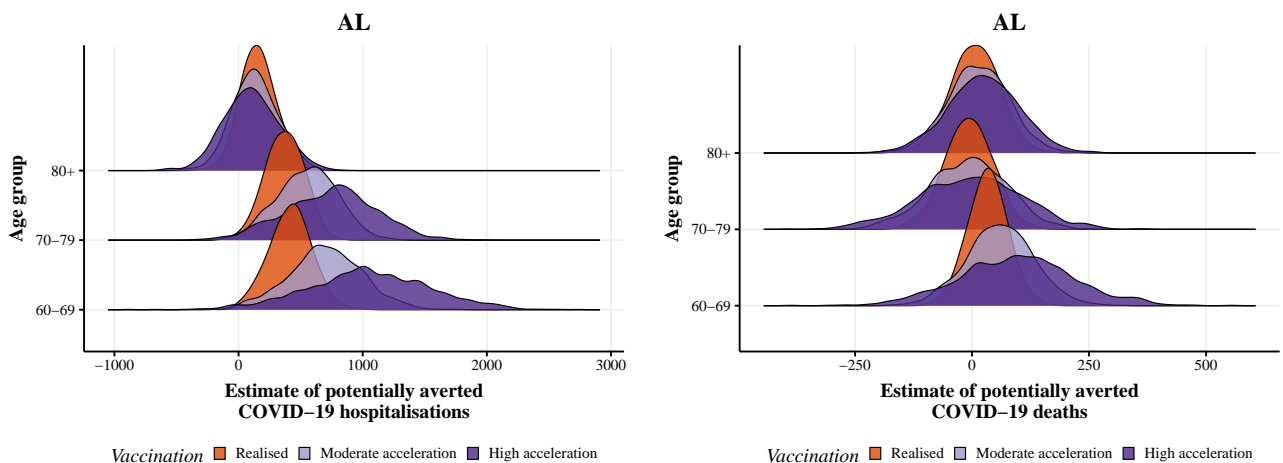 AL
Age group
80+
70−79
60−69
−1000 0 1000 2000 3000
Estimate of potentially averted
COVID−19 hospitalisations
Vaccination Realised Moderate acceleration High acceleration
AL
Age group
80+
70−79
60−69
−250 0 250 500
Estimate of potentially averted
COVID−19 deaths
Vaccination Realised Moderate acceleration High acceleration